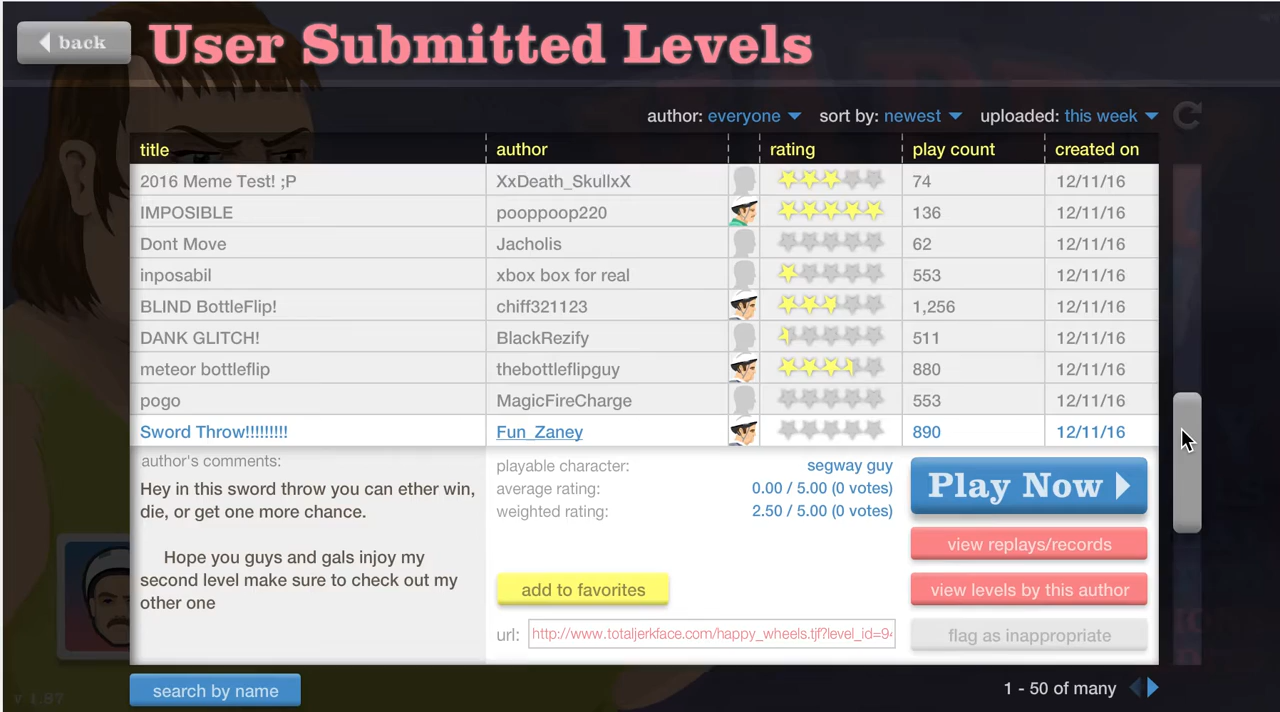 back
User Submitted Levels
author: everyone sort by: newest uploaded: this week
title author rating play count created on
2016 Meme Test! ;P XxDeath_SkullxX 74 12/11/16
IMPOSIBLE pooppoop220 136 12/11/16
Dont Move Jacholis 62 12/11/16
inposabil xbox box for real 553 12/11/16
BLIND BottleFlip! chiff321123 1,256 12/11/16
DANK GLITCH! BlackRezify 511 12/11/16
meteor bottleflip thebottleflipguy 880 12/11/16
pogo MagicFireCharge 553 12/11/16
Sword Throw!!!!!!!!! Fun_Zaney 890 12/11/16
author's comments:
Hey in this sword throw you can ether win,
die, or get one more chance.
Hope you guys and gals injoy my
second level make sure to check out my
other one
playable character: segway guy
average rating: 0.00 / 5.00 (0 votes)
weighted rating: 2.50 / 5.00 (0 votes)
add to favorites
url: http://www.totaljerkface.com/happy_wheels.tjf?level_id=9
Play Now
view replays/records
view levels by this author
flag as inappropriate
search by name
1 - 50 of many
v 1.87